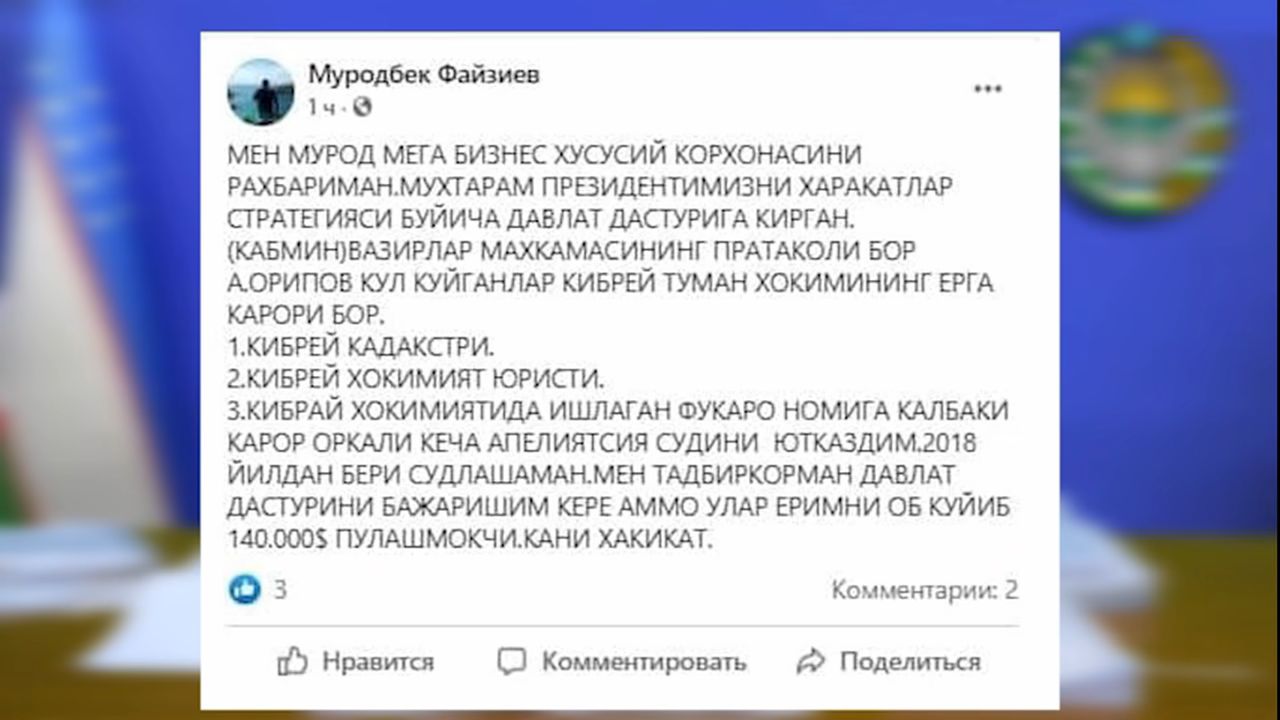 Муродбек Файзиев
1 ч ·
МЕН МУРОД МЕГА БИЗНЕС ХУСУСИЙ КОРХОНАСИНИ
РАХБАРИМАН.МУХТАРАМ ПРЕЗИДЕНТИМИЗНИ ХАРАКАТЛАР
СТРАТЕГИЯСИ БУЙИЧА ДАВЛАТ ДАСТУРИГА КИРГАН.
(КАБМИН)ВАЗИРЛАР МАХКАМАСИНИНГ ПРАТАКОЛИ БОР
А.ОРИПОВ КУЛ КУЙГАНЛАР КИБРЕЙ ТУМАН ХОКИМИНИНГ ЕРГА
КАРОРИ БОР.
1.КИБРЕЙ КАДАКСТРИ.
2.КИБРЕЙ ХОКИМИЯТ ЮРИСТИ.
3.КИБРАЙ ХОКИМИЯТИДА ИШЛАГАН ФУКАРО НОМИГА КАЛБАКИ
КАРОР ОРКАЛИ КЕЧА АПЕЛИЯТСИЯ СУДИНИ ЮТКАЗДИМ.2018
ЙИЛДАН БЕРИ СУДЛАШАМАН.МЕН ТАДБИРКОРМАН ДАВЛАТ
ДАСТУРИНИ БАЖАРИШИМ КЕРЕ АММО УЛАР ЕРИМНИ ОБ КУЙИБ
140.000$ ПУЛАШМОКЧИ.КАНИ ХАКИКАТ.
3 Комментарии: 2
Нравится Комментировать Поделиться